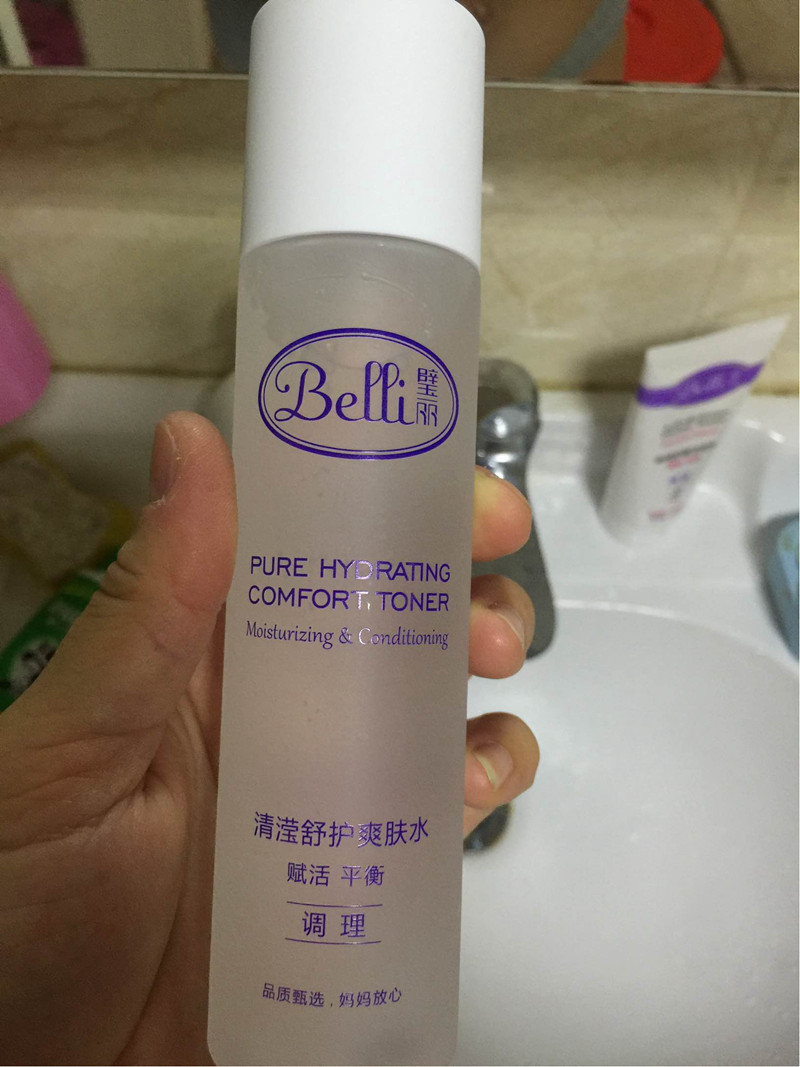 Belli 璧丽
PURE HYDRATING
COMFORT TONER
Moisturizing & Conditioning
清滢舒护爽肤水
赋活 平衡
调理
品质甄选，妈妈放心
Belli